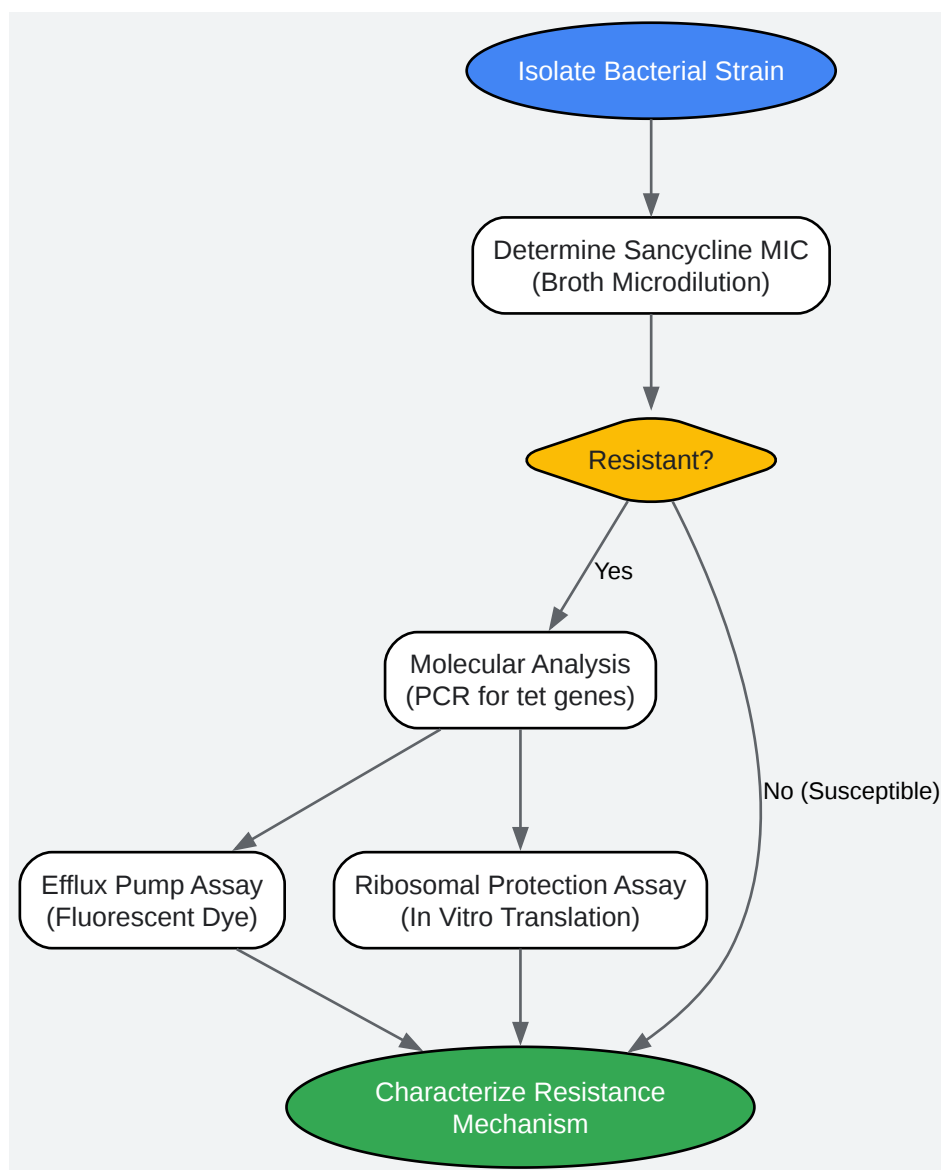 Isolate Bacterial Strain
Determine Sancycline MIC
(Broth Microdilution)
Resistant?
Yes
Molecular Analysis
(PCR for tet genes)
No (Susceptible)
Efflux Pump Assay
(Fluorescent Dye)
Ribosomal Protection Assay
(In Vitro Translation)
Characterize Resistance
Mechanism